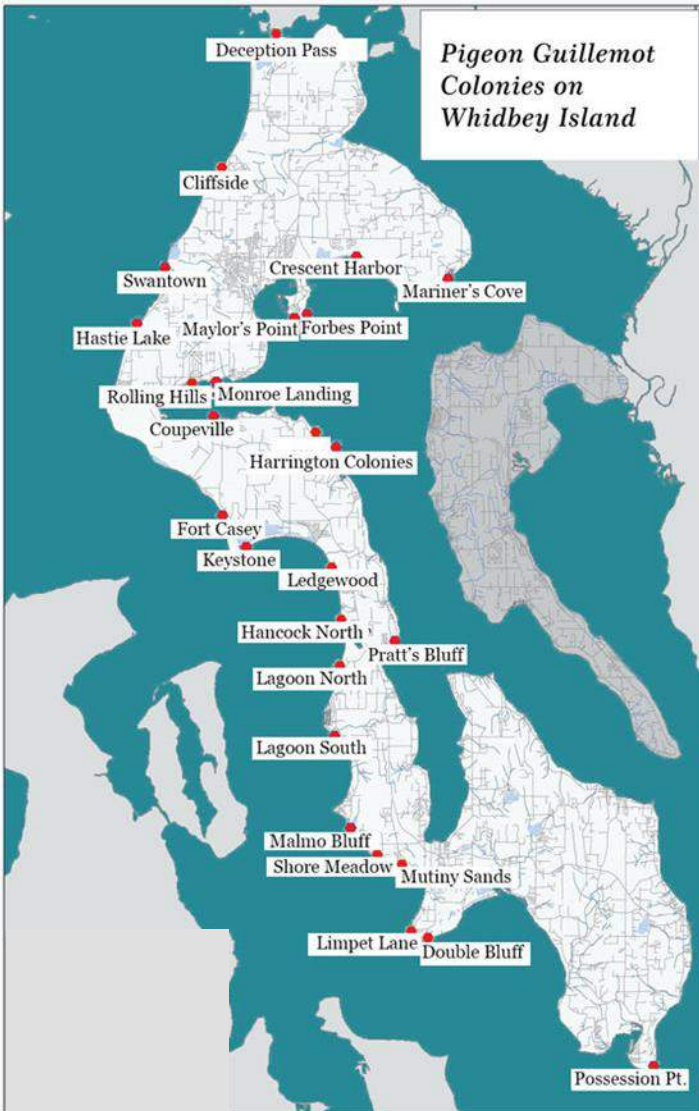 Pigeon Guillemot
Colonies on
Whidbey Island
Deception Pass
Cliffside
Crescent Harbor
Swantown
Mariner's Cove
Maylor's Point
Forbes Point
Hastie Lake
Rolling Hills
Monroe Landing
Coupeville
Harrington Colonies
Fort Casey
Keystone
Ledgewood
Hancock North
Pratt's Bluff
Lagoon North
Lagoon South
Malmo Bluff
Shore Meadow
Mutiny Sands
Limpet Lane
Double Bluff
Possession Pt.